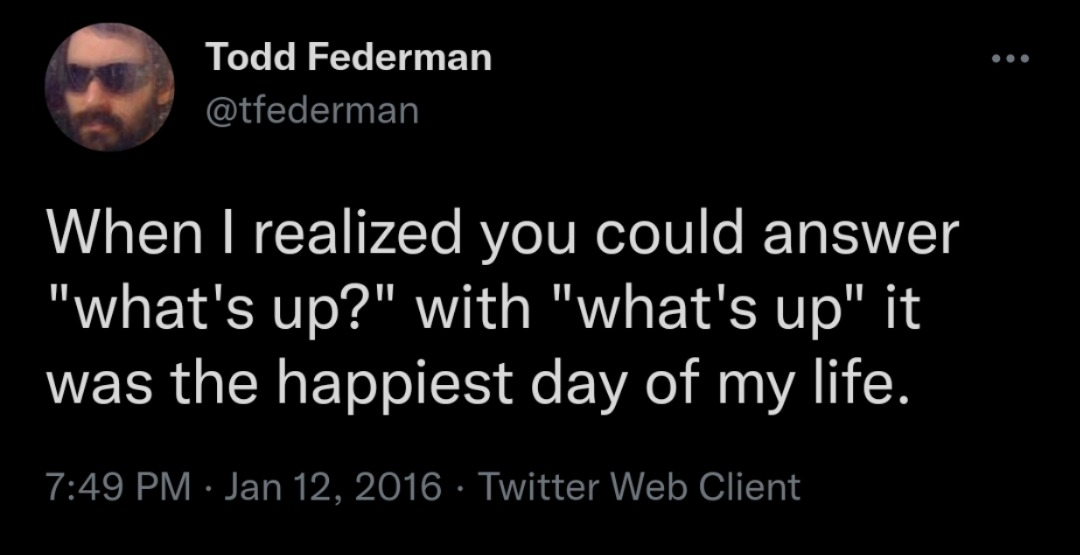 Todd Federman
@tfederman
When I realized you could answer
"what's up?" with "what's up" it
was the happiest day of my life.
7:49 PM · Jan 12, 2016 · Twitter Web Client